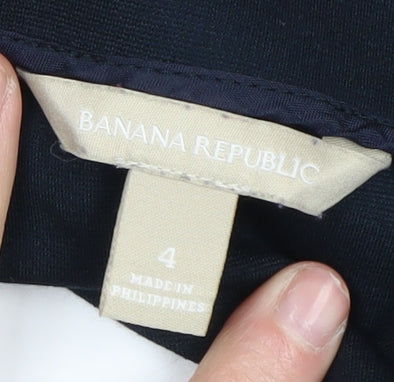 BANANA REPUBLIC
4
MADE IN
PHILIPPINES